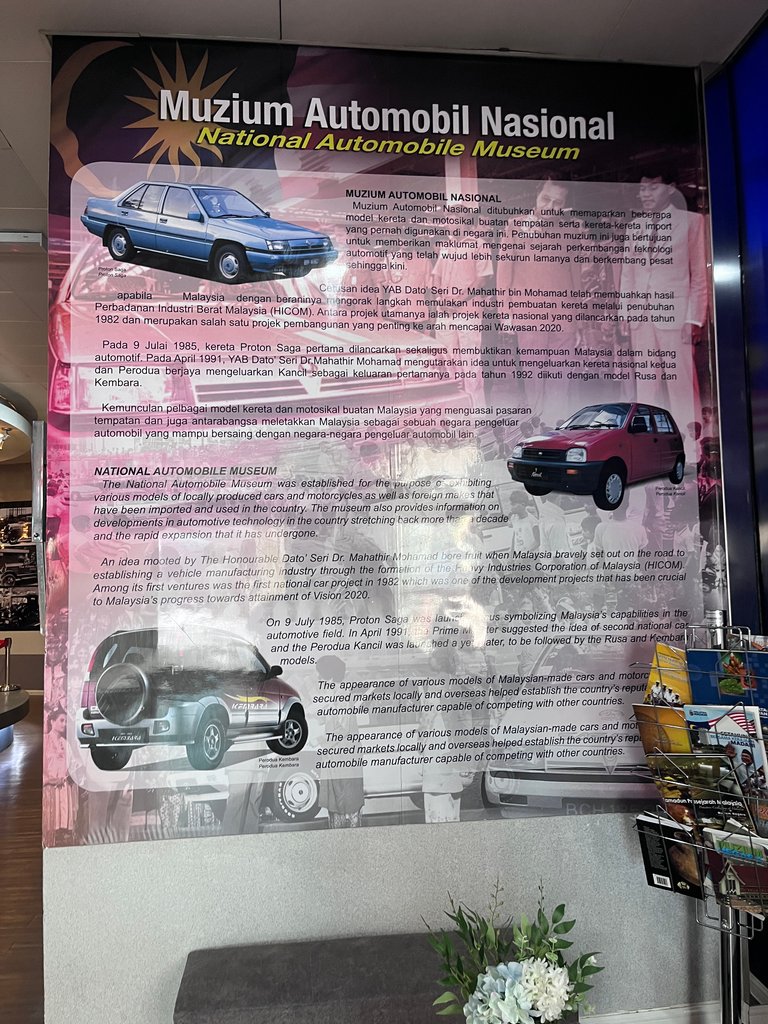 Muzium Automobil Nasional
National Automobile Museum
MUZIUM AUTOMOBIL NASIONAL
Muzium Automobil Nasional ditubuhkan untuk memaparkan beberapa
model kereta dan motosikal buatan tempatan serta kereta-kereta import
yang pernah digunakan di negara ini. Penubuhan muzium ini juga bertujuan
untuk memberikan maklumat mengenai sejarah perkembangan teknologi
automotif yang telah wujud lebih sekurun lamanya dan berkembang pesat
sehingga kini.
Proton Saga
Proton Saga
Cetusan idea YAB Dato' Seri Dr. Mahathir bin Mohamad telah membuahkan hasil
apabila Malaysia dengan beraninya mengorak langkah memulakan industri pembuatan kereta melalui penubuhan
Perbadanan Industri Berat Malaysia (HICOM). Antara projek utamanya ialah projek kereta nasional yang dilancarkan pada tahun
1982 dan merupakan salah satu projek pembangunan yang penting ke arah mencapai Wawasan 2020.
Pada 9 Julai 1985, kereta Proton Saga pertama dilancarkan sekaligus membuktikan kemampuan Malaysia dalam bidang
automotif. Pada April 1991, YAB Dato' Seri Dr.Mahathir Mohamad mengutarakan idea untuk mengeluarkan kereta nasional kedua
dan Perodua berjaya mengeluarkan Kancil sebagai keluaran pertamanya pada tahun 1992 diikuti dengan model Rusa dan
Kembara.
Kemunculan pelbagai model kereta dan motosikal buatan Malaysia yang menguasai pasaran
tempatan dan juga antarabangsa meletakkan Malaysia sebagai sebuah negara pengeluar
automobil yang mampu bersaing dengan negara-negara pengeluar automobil lain.
Perodua Kancil
Perodua Kancil
NATIONAL AUTOMOBILE MUSEUM
The National Automobile Museum was established for the purpose of exhibiting
various models of locally produced cars and motorcycles as well as foreign makes that
have been imported and used in the country. The museum also provides information on
developments in automotive technology in the country stretching back more than a decade
and the rapid expansion that it has undergone.
An idea mooted by The Honourable Dato' Seri Dr. Mahathir Mohamad bore fruit when Malaysia bravely set out on the road to
establishing a vehicle manufacturing industry through the formation of the Heavy Industries Corporation of Malaysia (HICOM).
Among its first ventures was the first national car project in 1982 which was one of the development projects that has been crucial
to Malaysia's progress towards attainment of Vision 2020.
On 9 July 1985, Proton Saga was launched thus symbolizing Malaysia's capabilities in the
automotive field. In April 1991, the Prime Minister suggested the idea of second national car
and the Perodua Kancil was launched a year later, to be followed by the Rusa and Kembara
models.
The appearance of various models of Malaysian-made cars and
secured markets locally and overseas helped establish the country's
automobile manufacturer capable of competing with other countries.
KEMBARA
KEMBARA
Perodua Kembara
Perodua Kembara
The appearance of various models of Malaysian-made cars and
secured markets locally and overseas helped establish the country's
automobile manufacturer capable of competing with other countries.
BCH